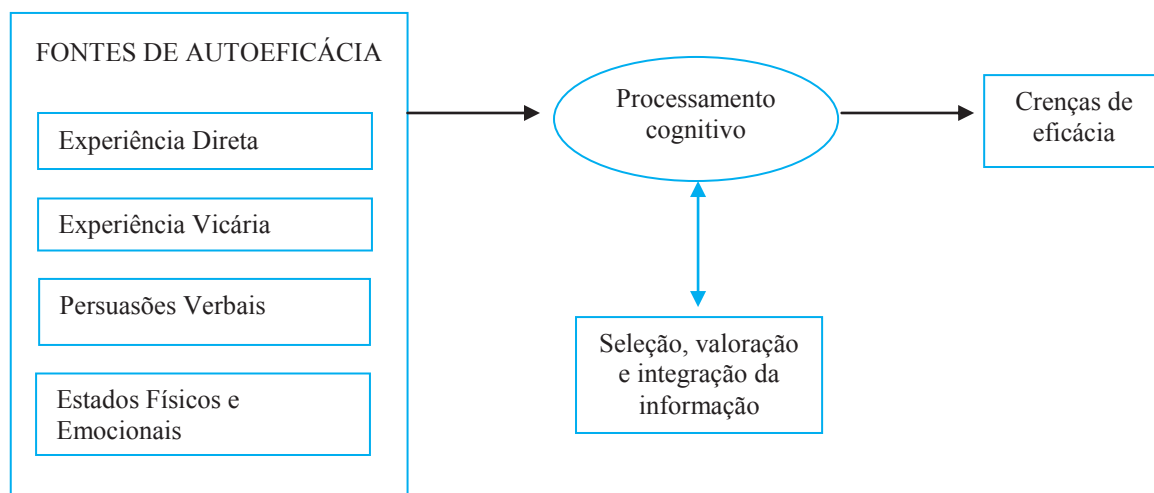 FONTES DE AUTOEFICÁCIA
Experiência Direta
Experiência Vicária
Persuasões Verbais
Estados Físicos e
Emocionais
Processamento
cognitivo
Seleção, valoração
e integração da
informação
Crenças de
eficácia